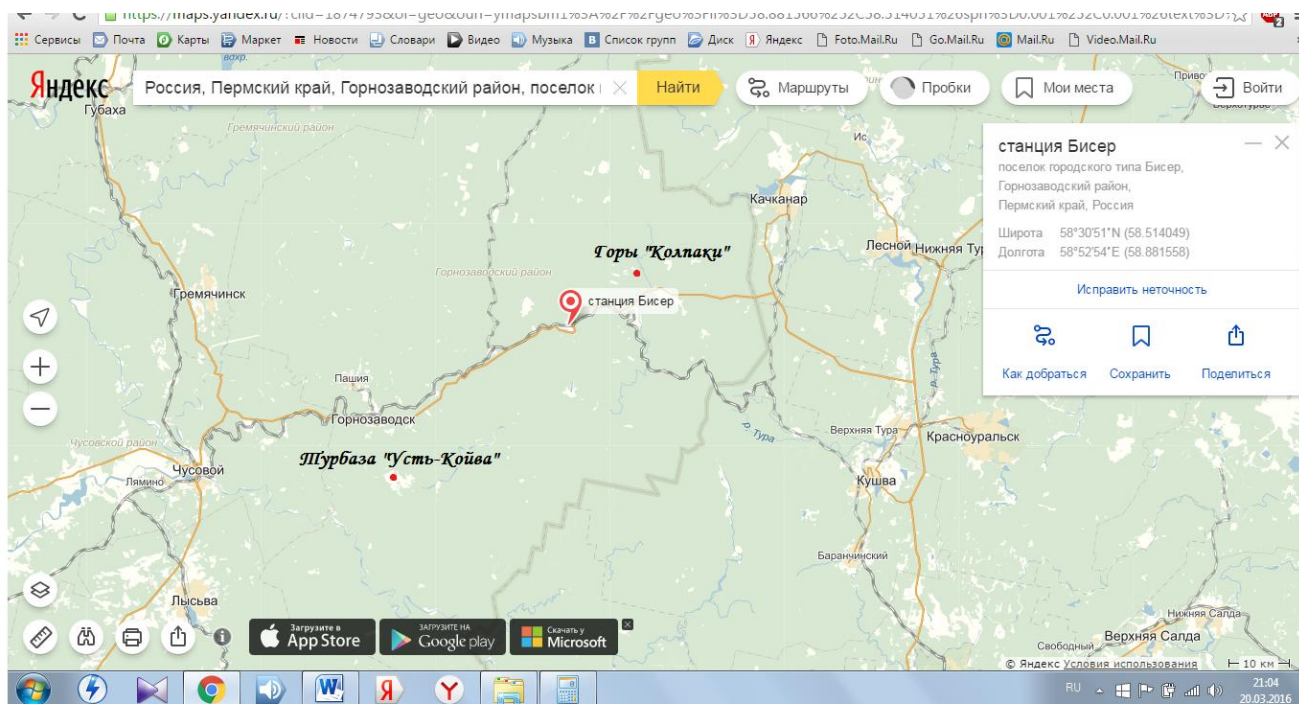 Сервисы Почта Карты Маркет Новости Словари Видео Музыка Список групп Диск Яндекс Foto.Mail.Ru Go.Mail.Ru Mail.Ru Video.Mail.Ru
Яндекс
Россия, Пермский край, Горнозаводский район, поселок
Найти
Маршруты
Пробки
Мои места
Войти
Губаха
Гремячинский район
Ис
Качканар
станция Бисер
поселок городского типа Бисер,
Горнозаводский район,
Пермский край, Россия
Широта 58°30'51"N (58.514049)
Долгота 58°52'54"E (58.881558)
Исправить неточность
Как добраться Сохранить Поделиться
Горы "Колпаки"
Лесной
Нижняя Тур
Горнозаводский район
станция Бисер
Гремячинск
р. Тура
Пашия
Горнозаводск
р. Тура
Верхняя Тура
Красноуральск
Чусовской район
Чусовой
Лямино
Турбаза "Усть-Койва"
Кушва
Баранчинский
Лысьва
Нижняя Салда
Верхняя Салда
Свободный
Загрузите в
App Store
ЗАГРУЗИТЕ НА
Google play
Скачать у
Microsoft
© Яндекс Условия использования 10 км
RU
21:04
20.03.2016